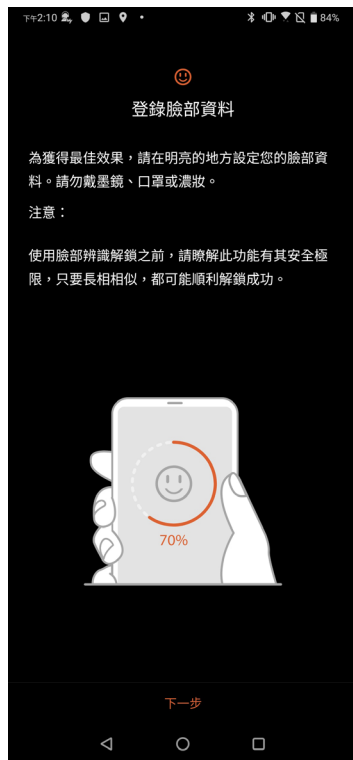 下午2:10
84%
登錄臉部資料
為獲得最佳效果，請在明亮的地方設定您的臉部資
料。請勿戴墨鏡、口罩或濃妝。
注意：
使用臉部辨識解鎖之前，請瞭解此功能有其安全極
限，只要長相相似，都可能順利解鎖成功。
70%
下一步